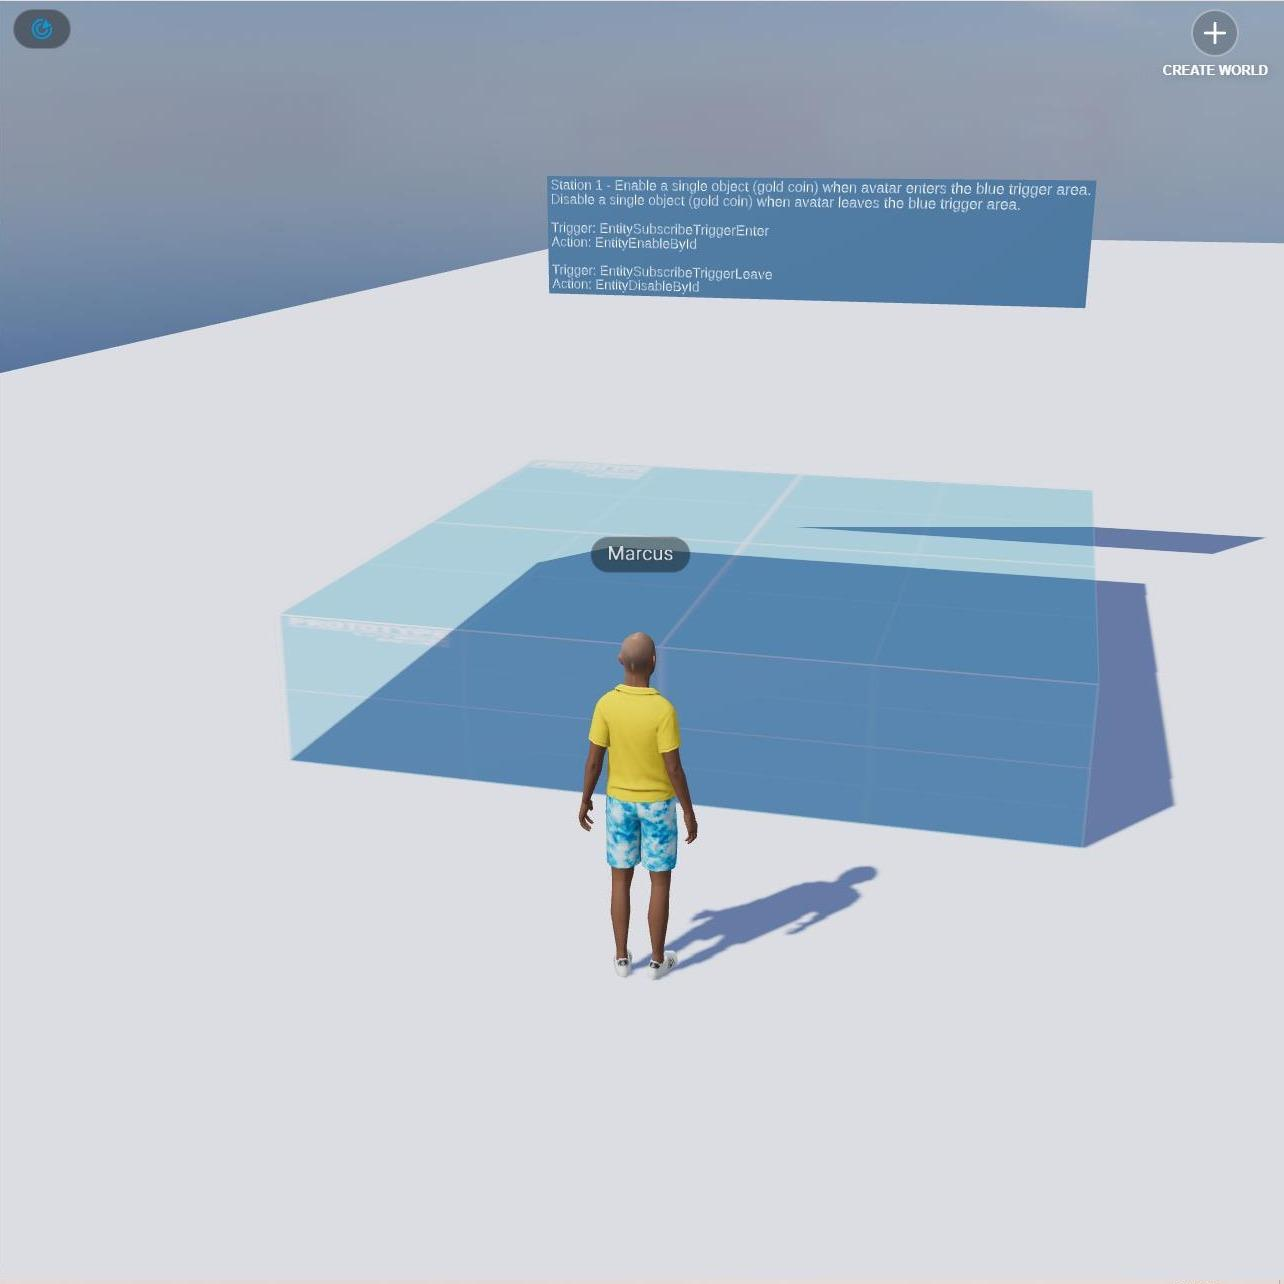 CREATE WORLD
Station 1 - Enable a single object (gold coin) when avatar enters the blue trigger area.
Disable a single object (gold coin) when avatar leaves the blue trigger area.
Trigger: EntitySubscribeTriggerEnter
Action: EntityEnableById
Trigger: EntitySubscribeTriggerLeave
Action: EntityDisableById
Marcus
PROTOTYPE